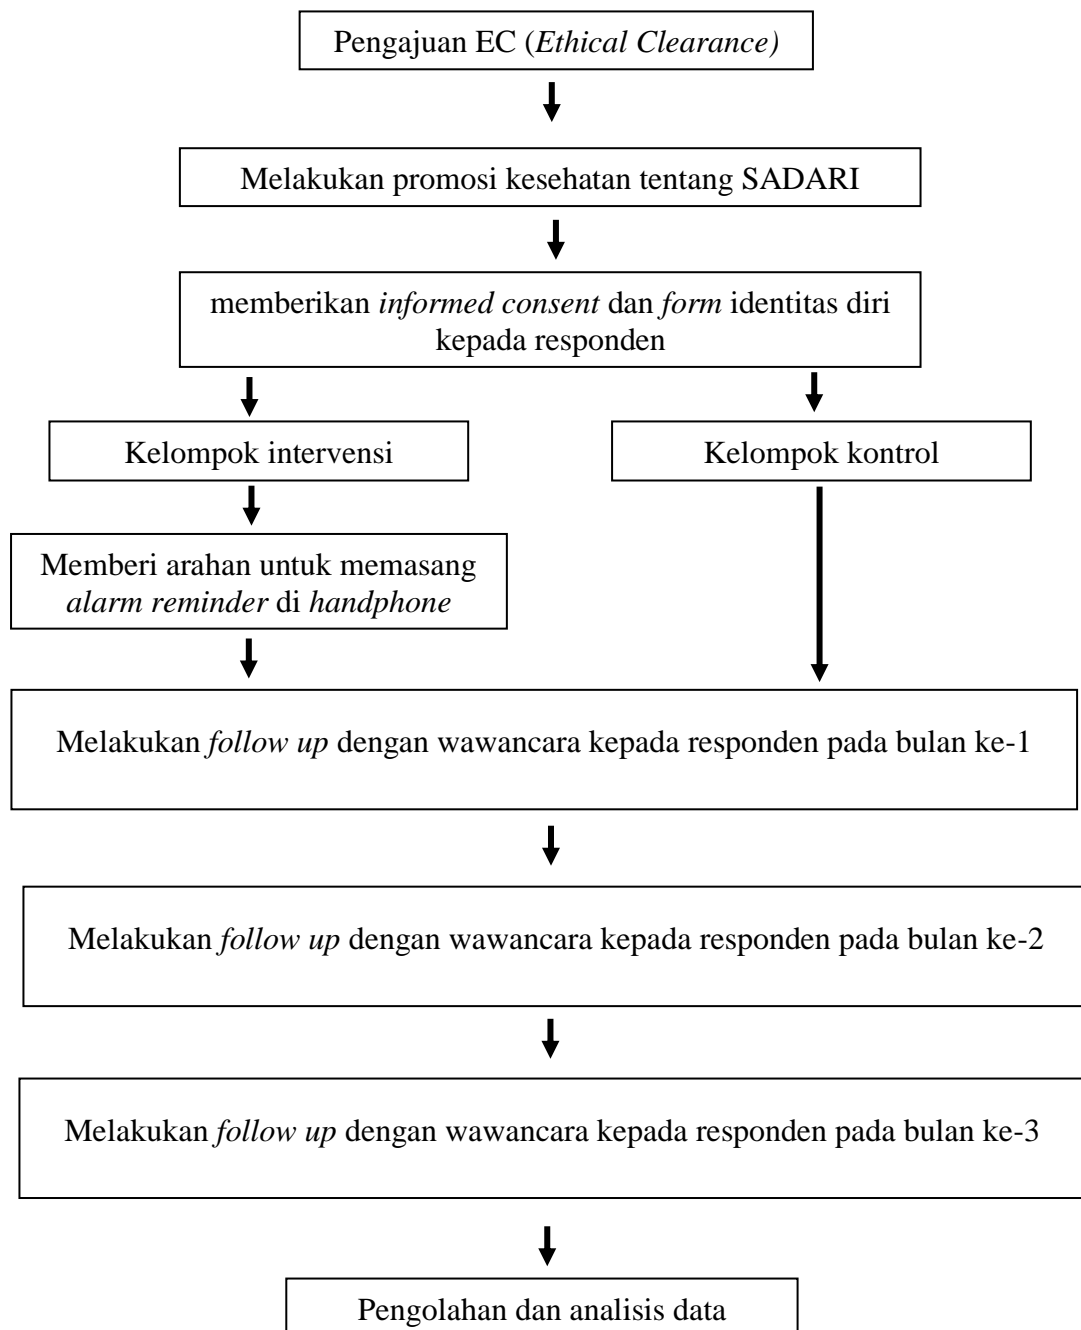 Pengajuan EC (Ethical Clearance)
Melakukan promosi kesehatan tentang SADARI
memberikan informed consent dan form identitas diri
kepada responden
Kelompok intervensi
Kelompok kontrol
Memberi arahan untuk memasang
alarm reminder di handphone
Melakukan follow up dengan wawancara kepada responden pada bulan ke-1
Melakukan follow up dengan wawancara kepada responden pada bulan ke-2
Melakukan follow up dengan wawancara kepada responden pada bulan ke-3
Pengolahan dan analisis data